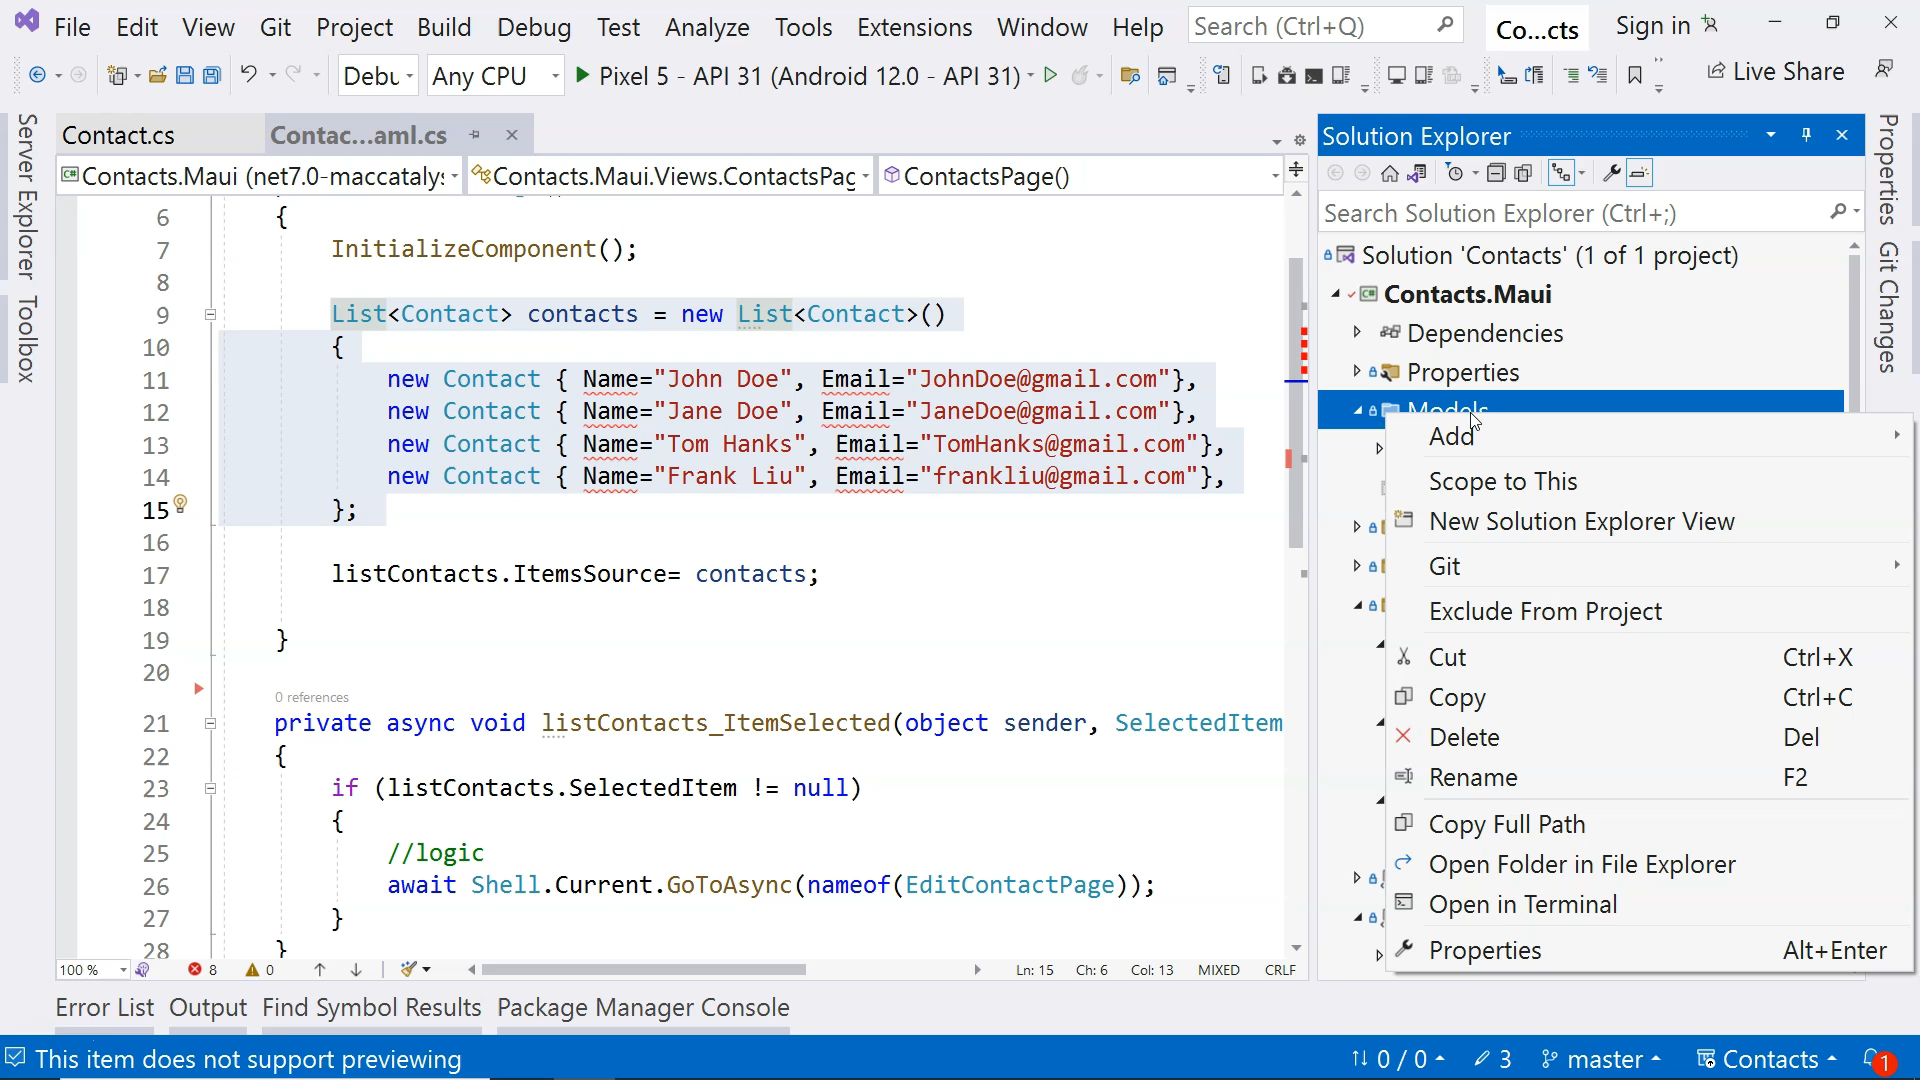 File Edit View Git Project Build Debug Test Analyze Tools Extensions Window Help Search (Ctrl+Q) Co...cts Sign in
Debu Any CPU Pixel 5 - API 31 (Android 12.0 - API 31) Live Share
Server Explorer
Toolbox
Contact.cs Contac...aml.cs
Contacts.Maui (net7.0-maccatalys Contacts.Maui.Views.ContactsPag ContactsPage()
6 {
7 InitializeComponent();
8
9 List<Contact> contacts = new List<Contact>()
10 {
11 new Contact { Name="John Doe", Email="JohnDoe@gmail.com"},
12 new Contact { Name="Jane Doe", Email="JaneDoe@gmail.com"},
13 new Contact { Name="Tom Hanks", Email="TomHanks@gmail.com"},
14 new Contact { Name="Frank Liu", Email="frankliu@gmail.com"},
15 };
16
17 listContacts.ItemsSource= contacts;
18
19 }
20
0 references
21 private async void listContacts_ItemSelected(object sender, SelectedItem
22 {
23 if (listContacts.SelectedItem != null)
24 {
25 //logic
26 await Shell.Current.GoToAsync(nameof(EditContactPage));
27 }
28 }
100 % 8 0 Ln: 15 Ch: 6 Col: 13 MIXED CRLF
Solution Explorer
Search Solution Explorer (Ctrl+;)
Solution 'Contacts' (1 of 1 project)
Contacts.Maui
Dependencies
Properties
Models
Add
Scope to This
New Solution Explorer View
Git
Exclude From Project
Cut Ctrl+X
Copy Ctrl+C
Delete Del
Rename F2
Copy Full Path
Open Folder in File Explorer
Open in Terminal
Properties Alt+Enter
Properties
Git Changes
Error List Output Find Symbol Results Package Manager Console
This item does not support previewing 0 / 0 3 master Contacts 1